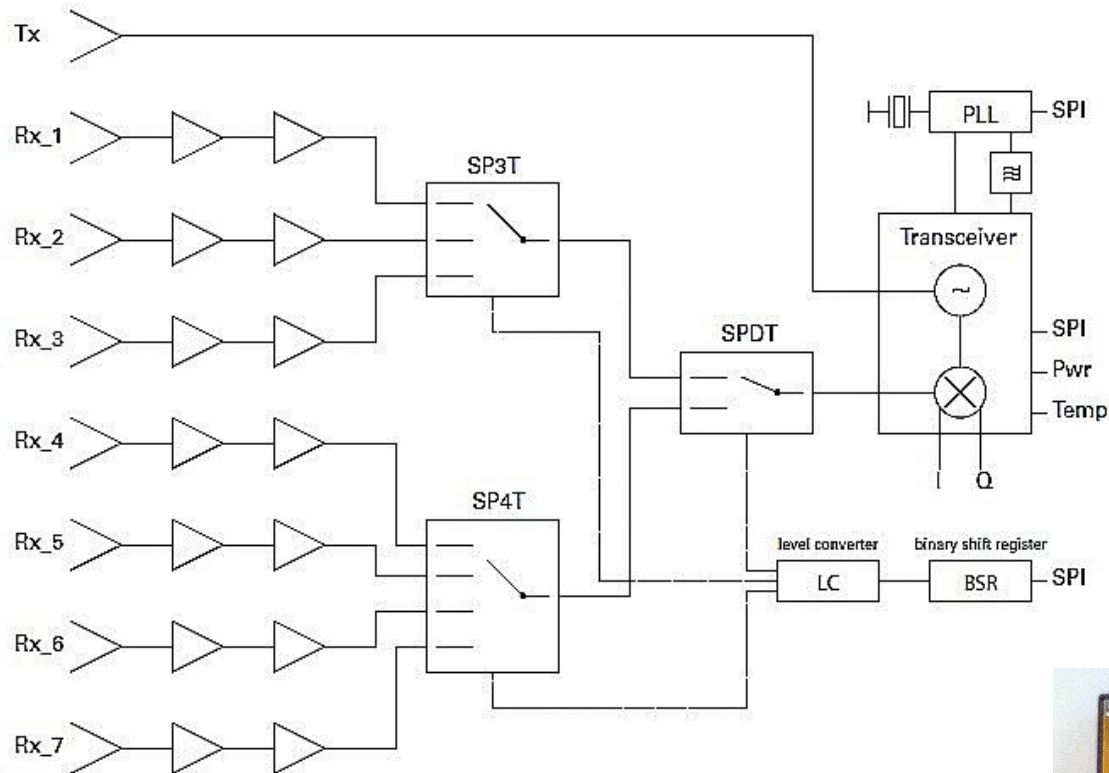 Tx
Rx_1
PLL
SPI
SP3T
Rx_2
Transceiver
~
Rx_3
SPDT
SPI
Pwr
Temp
Rx_4
I Q
SP4T
Rx_5
level converter
binary shift register
LC
BSR
SPI
Rx_6
Rx_7